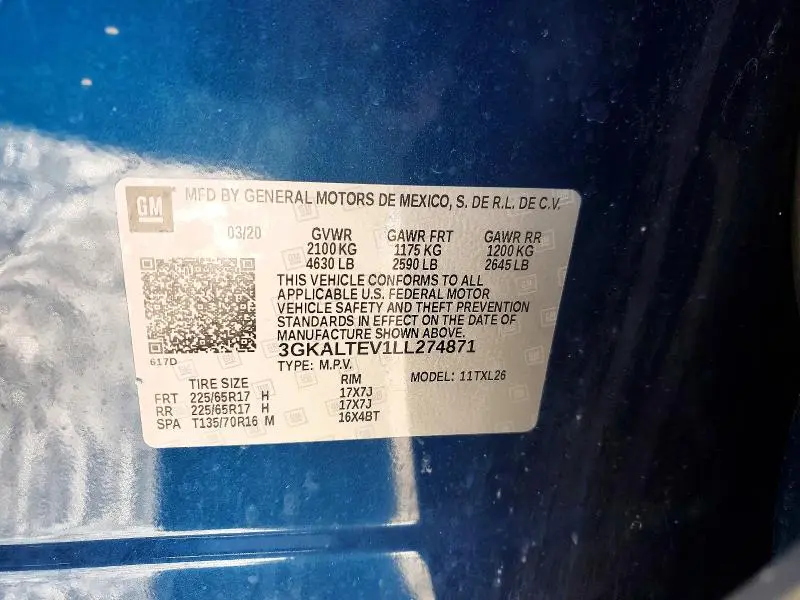 GM
MFD BY GENERAL MOTORS DE MEXICO, S. DE R.L. DE C.V.
03/20 GVWR GAWR FRT GAWR RR
2100 KG 1175 KG 1200 KG
4630 LB 2590 LB 2645 LB
THIS VEHICLE CONFORMS TO ALL
APPLICABLE U.S. FEDERAL MOTOR
VEHICLE SAFETY AND THEFT PREVENTION
STANDARDS IN EFFECT ON THE DATE OF
MANUFACTURE SHOWN ABOVE.
617D
3GKALTEV1LL274871
TYPE: M.P.V.
TIRE SIZE RIM MODEL: 11TXL26
FRT 225/65R17 H 17X7J
RR 225/65R17 H 17X7J
SPA T135/70R16 M 16X4BT